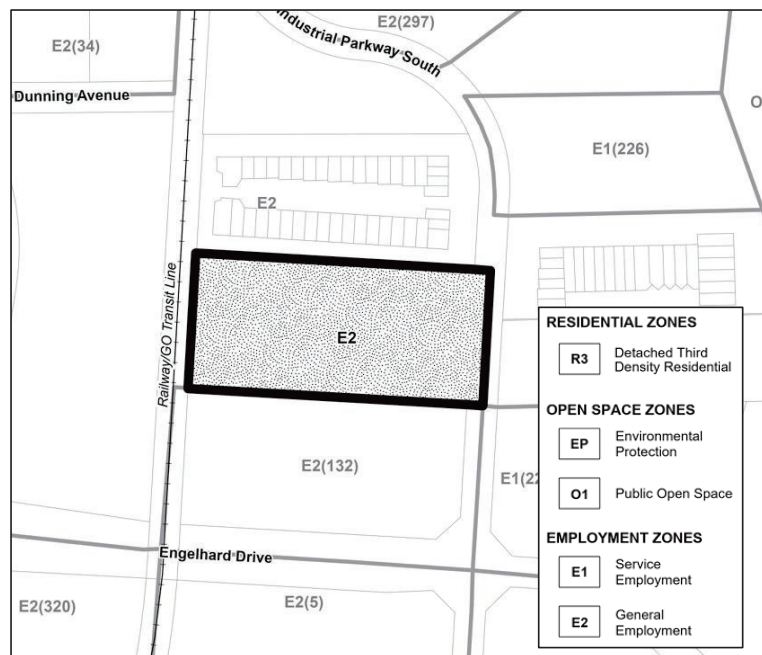 E2(297)
E2(34)
Industrial Parkway South
Dunning Avenue
O
E1(226)
E2
Railway/GO Transit Line
E2
RESIDENTIAL ZONES
R3 Detached Third
Density Residential
OPEN SPACE ZONES
EP Environmental
Protection
O1 Public Open Space
EMPLOYMENT ZONES
E1 Service
Employment
E2 General
Employment
E2(132)
E1(22
Engelhard Drive
E2(320)
E2(5)